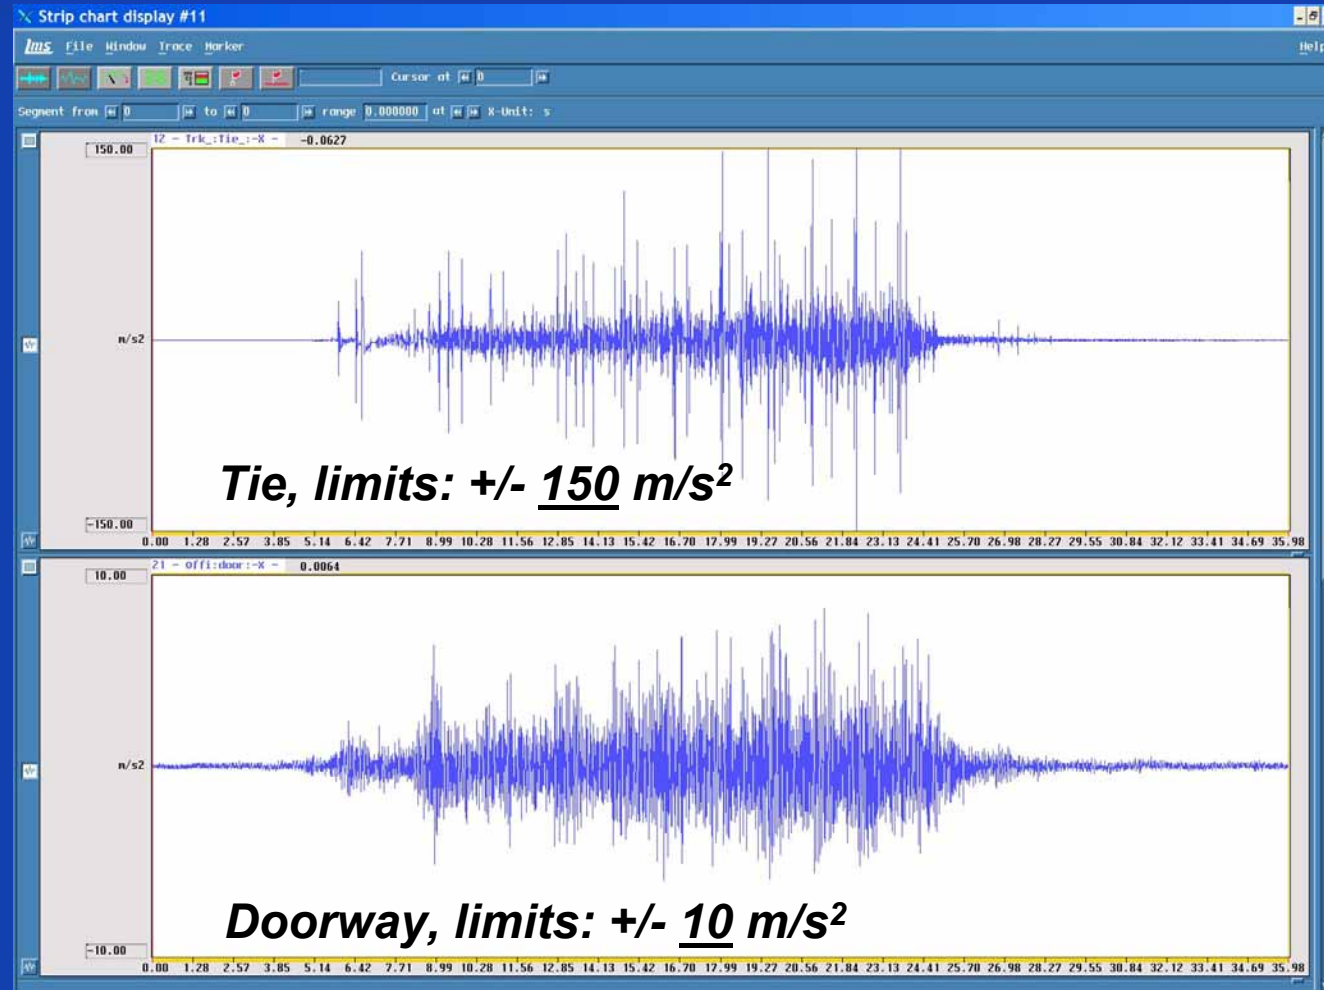 Strip chart display #11
lms File Window Trace Marker Help
Cursor at 0
Segment from 0 to 0 range 0.000000 at X-Unit: s
12 - Trk_:Tie_:-X - -0.0627
150.00
m/s2
Tie, limits: +/- 150 m/s²
-150.00
0.00 1.28 2.57 3.85 5.14 6.42 7.71 8.99 10.28 11.56 12.85 14.13 15.42 16.70 17.99 19.27 20.56 21.84 23.13 24.41 25.70 26.98 28.27 29.55 30.84 32.12 33.41 34.69 35.98
21 - Offi:door:-X - 0.0064
10.00
m/s2
Doorway, limits: +/- 10 m/s²
-10.00
0.00 1.28 2.57 3.85 5.14 6.42 7.71 8.99 10.28 11.56 12.85 14.13 15.42 16.70 17.99 19.27 20.56 21.84 23.13 24.41 25.70 26.98 28.27 29.55 30.84 32.12 33.41 34.69 35.98